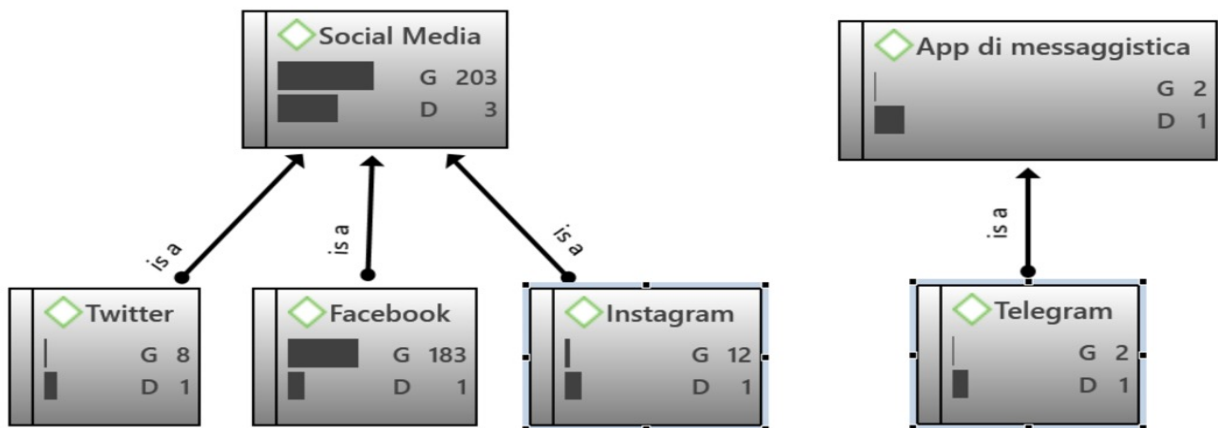 Social Media
G 203
D 3
App di messaggistica
G 2
D 1
is a
is a
is a
is a
Twitter
G 8
D 1
Facebook
G 183
D 1
Instagram
G 12
D 1
Telegram
G 2
D 1